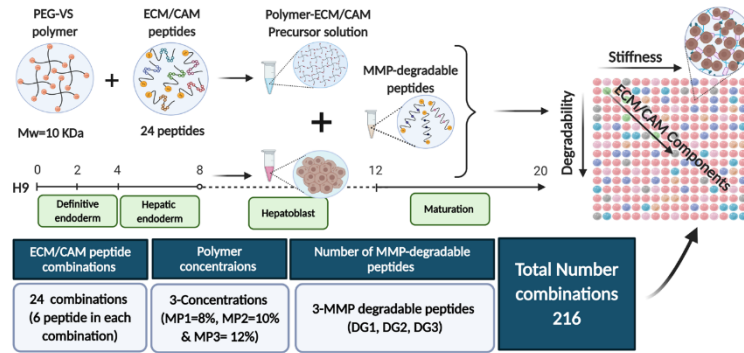 PEG-VS
polymer
ECM/CAM
peptides
Polymer-ECM/CAM
Precursor solution
MMP-degradable
peptides
Stiffness
Degradability
ECM/CAM Components
+
+
Mw=10 KDa
24 peptides
0
2
4
8
12
20
H9
Definitive
endoderm
Hepatic
endoderm
Hepatoblast
Maturation
ECM/CAM peptide
combinations
Polymer
concentraions
Number of MMP-degradable
peptides
Total Number
combinations
216
24 combinations
(6 peptide in each
combination)
3-Concentrations
(MP1=8%, MP2=10%
& MP3= 12%)
3-MMP degradable peptides
(DG1, DG2, DG3)